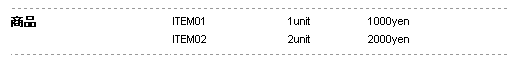 商品 ITEM01 1unit 1000yen
ITEM02 2unit 2000yen